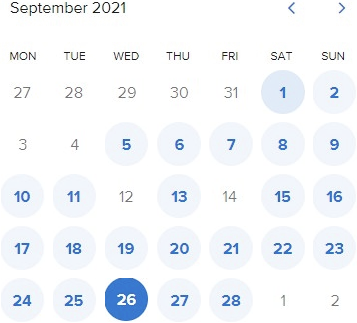 September 2021
MON TUE WED THU FRI SAT SUN
27 28 29 30 31 1 2
3 4 5 6 7 8 9
10 11 12 13 14 15 16
17 18 19 20 21 22 23
24 25 26 27 28 1 2